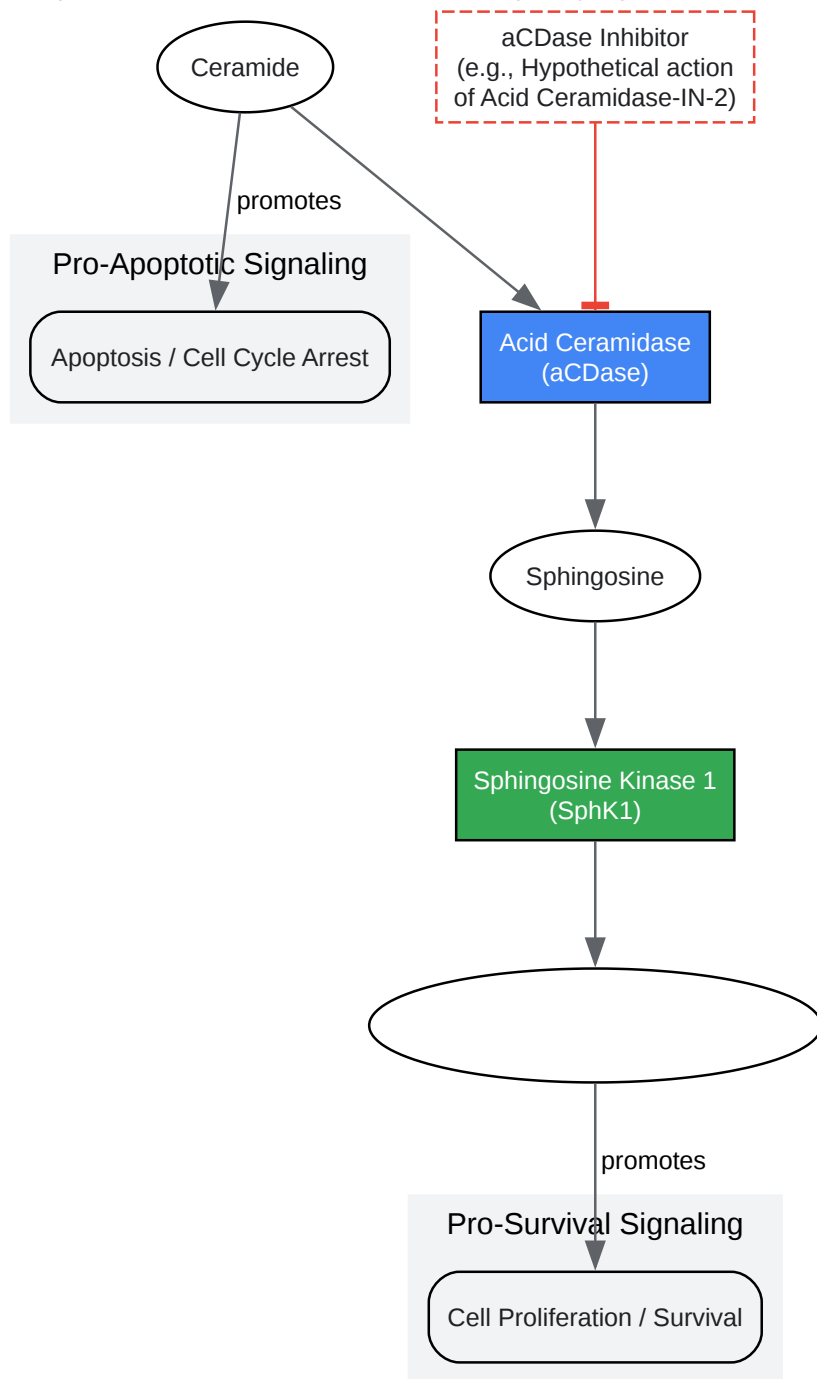 Ceramide
aCDase Inhibitor
(e.g., Hypothetical action
of Acid Ceramidase-IN-2)
promotes
Pro-Apoptotic Signaling
Apoptosis / Cell Cycle Arrest
Acid Ceramidase
(aCDase)
Sphingosine
Sphingosine Kinase 1
(SphK1)
promotes
Pro-Survival Signaling
Cell Proliferation / Survival